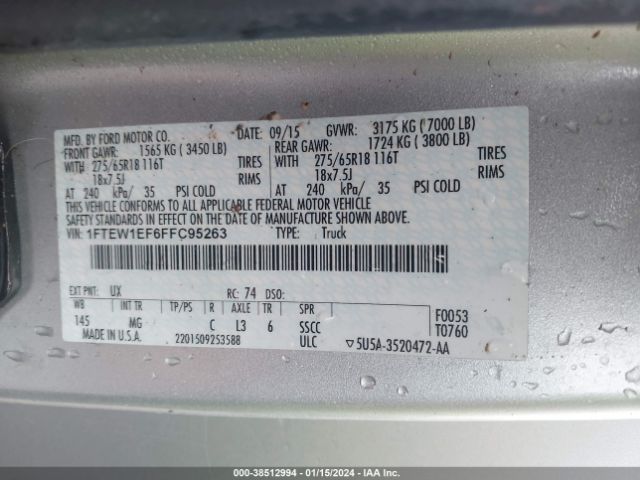 MFD. BY FORD MOTOR CO. DATE: 09/15 GVWR: 3175 KG (7000 LB)
FRONT GAWR: 1565 KG (3450 LB) REAR GAWR: 1724 KG (3800 LB)
WITH 275/65R18 116T TIRES WITH 275/65R18 116T TIRES
18x7.5J RIMS 18x7.5J RIMS
AT 240 kPa/ 35 PSI COLD AT 240 kPa/ 35 PSI COLD
THIS VEHICLE CONFORMS TO ALL APPLICABLE FEDERAL MOTOR VEHICLE
SAFETY STANDARDS IN EFFECT ON THE DATE OF MANUFACTURE SHOWN ABOVE.
VIN: 1FTEW1EF6FFC95263 TYPE: Truck
EXT PNT: UX RC: 74 DSO:
WB INT TR TP/PS R AXLE TR SPR F0053
145 MG C L3 6 SSCC T0760
MADE IN U.S.A. 2201509253588 ULC 5U5A-3520472-AA
000-38512994 - 01/15/2024 - IAAI.COM